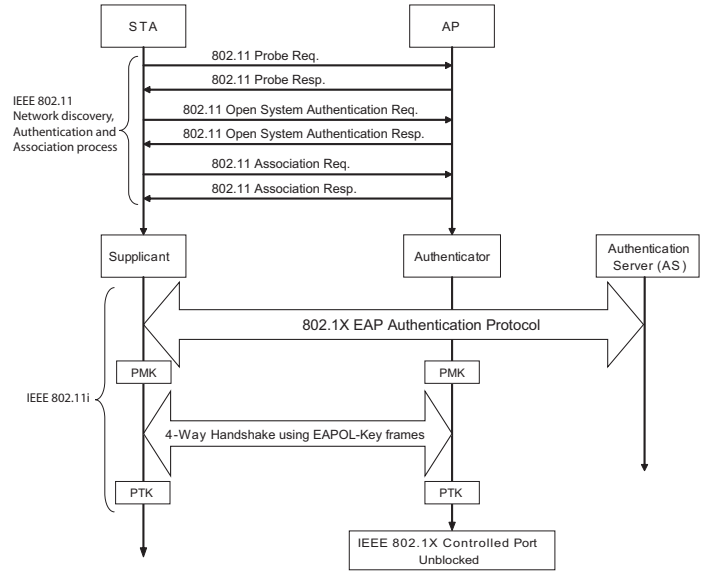 STA
AP
802.11 Probe Req.
802.11 Probe Resp.
802.11 Open System Authentication Req.
802.11 Open System Authentication Resp.
802.11 Association Req.
802.11 Association Resp.
IEEE 802.11
Network discovery,
Authentication and
Association process
Supplicant
Authenticator
Authentication
Server (AS)
802.1X EAP Authentication Protocol
PMK
PMK
IEEE 802.11i
4-Way Handshake using EAPOL-Key frames
PTK
PTK
IEEE 802.1X Controlled Port
Unblocked